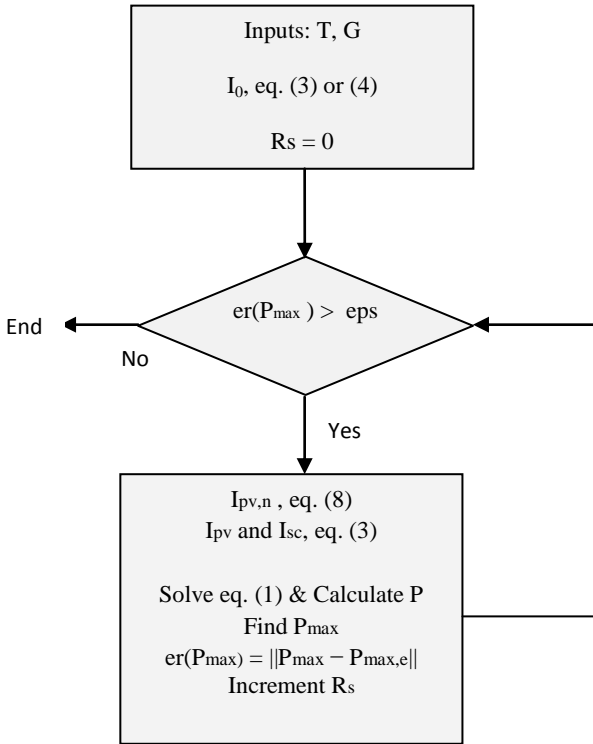 Inputs: T, G
I₀, eq. (3) or (4)
Rs = 0
er(Pmax ) > eps
End
No
Yes
Ipv,n , eq. (8)
Ipv and Isc, eq. (3)
Solve eq. (1) & Calculate P
Find Pmax
er(Pmax) = ||Pmax − Pmax,e||
Increment Rs